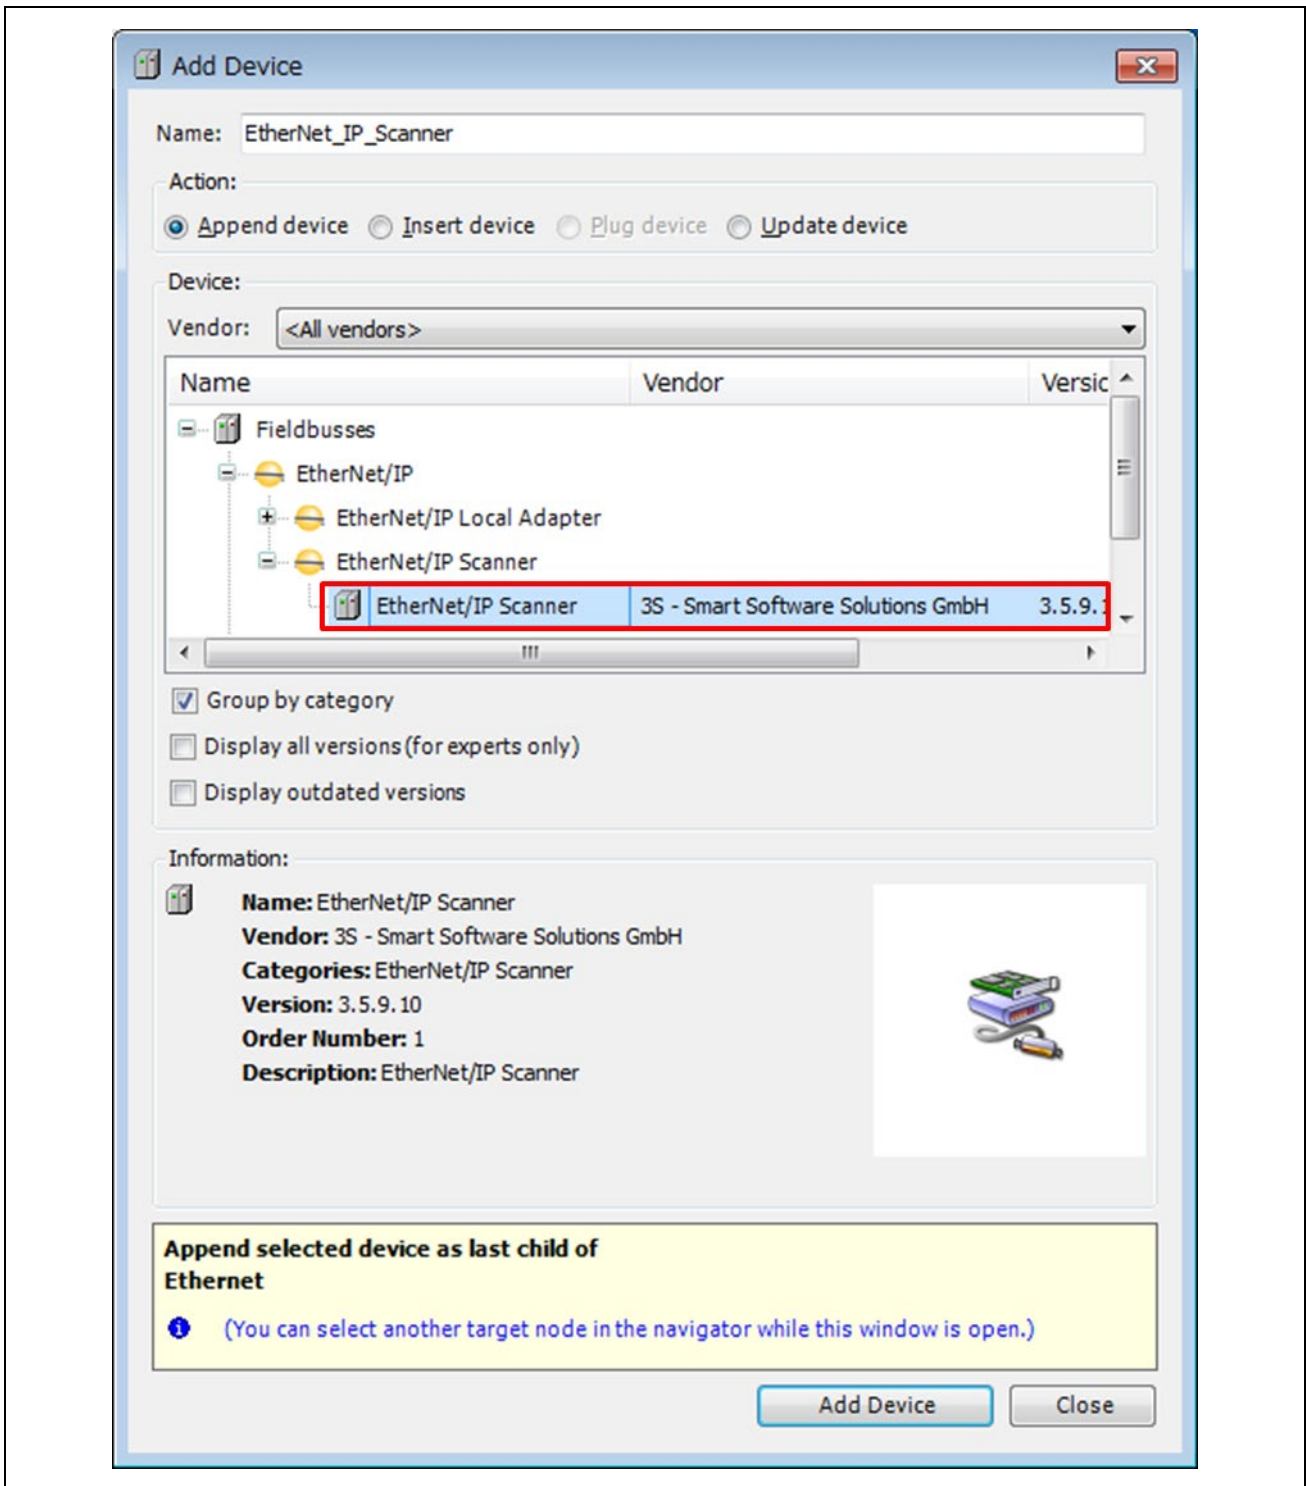 Add Device
Name: EtherNet_IP_Scanner
Action:
Append device Insert device Plug device Update device
Device:
Vendor: <All vendors>
Name Vendor Versic
Fieldbusses
EtherNet/IP
EtherNet/IP Local Adapter
EtherNet/IP Scanner
EtherNet/IP Scanner 3S - Smart Software Solutions GmbH 3.5.9.1
Group by category
Display all versions (for experts only)
Display outdated versions
Information:
Name: EtherNet/IP Scanner
Vendor: 3S - Smart Software Solutions GmbH
Categories: EtherNet/IP Scanner
Version: 3.5.9.10
Order Number: 1
Description: EtherNet/IP Scanner
Append selected device as last child of
Ethernet
(You can select another target node in the navigator while this window is open.)
Add Device Close